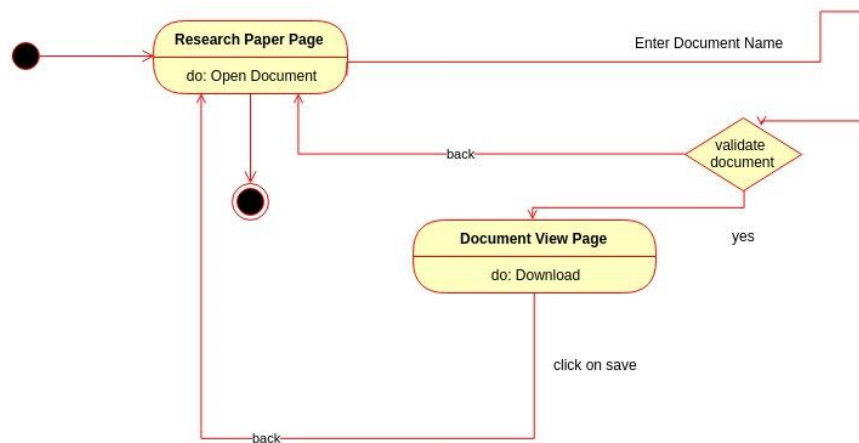 Research Paper Page
do: Open Document
Enter Document Name
validate
document
back
yes
Document View Page
do: Download
click on save
back